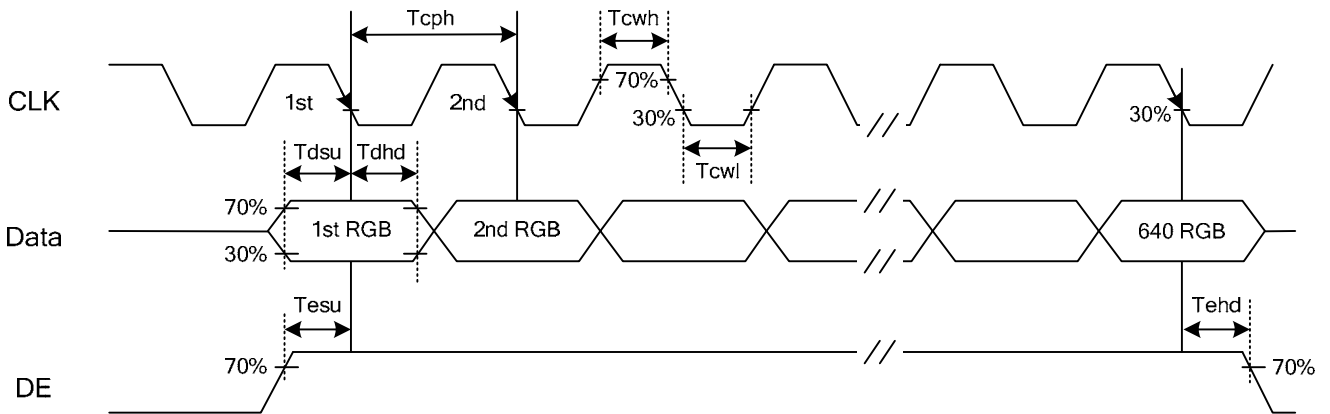 Tcph
Tcwh
CLK
1st
2nd
70%
30%
30%
Tcwl
Tdsu
Tdhd
Data
70%
30%
1st RGB
2nd RGB
640 RGB
Tesu
Tehd
DE
70%
70%